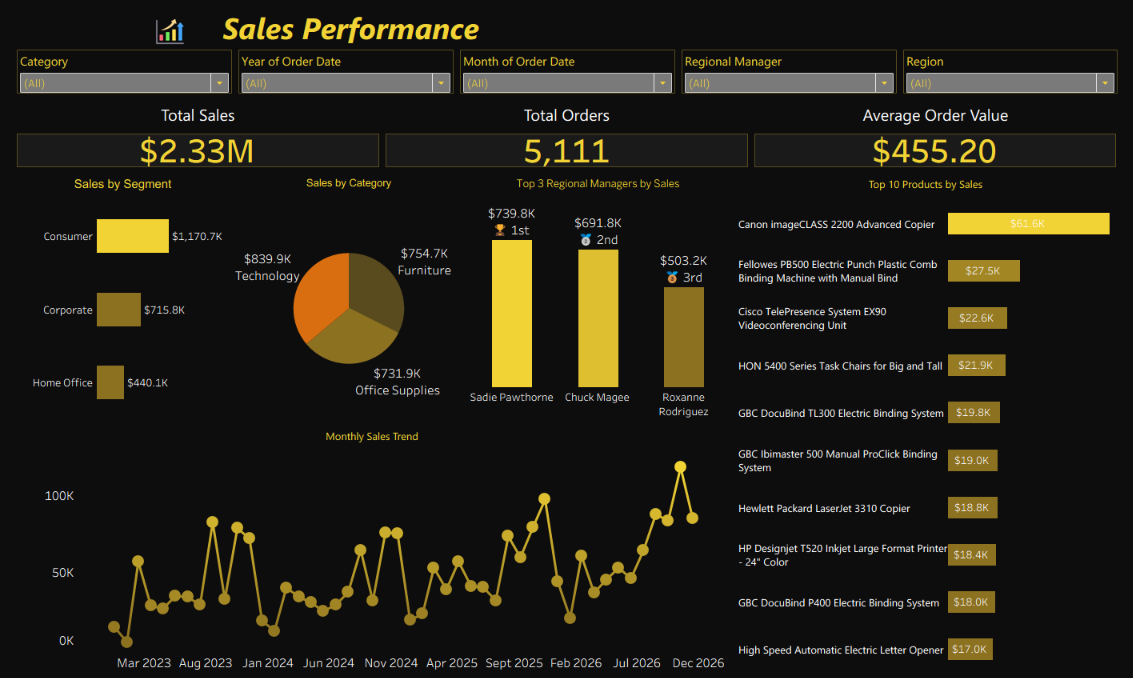 Sales Performance
Category
(All)
Year of Order Date
(All)
Month of Order Date
(All)
Regional Manager
(All)
Region
(All)
Total Sales
$2.33M
Total Orders
5,111
Average Order Value
$455.20
Sales by Segment
Consumer
$1,170.7K
Corporate
$715.8K
Home Office
$440.1K
Sales by Category
$839.9K
Technology
$754.7K
Furniture
$731.9K
Office Supplies
Top 3 Regional Managers by Sales
$739.8K
1st
Sadie Pawthorne
$691.8K
2nd
Chuck Magee
$503.2K
3rd
Roxanne
Rodriguez
Top 10 Products by Sales
Canon imageCLASS 2200 Advanced Copier
$61.6K
Fellowes PB500 Electric Punch Plastic Comb
Binding Machine with Manual Bind
$27.5K
Cisco TelePresence System EX90
Videoconferencing Unit
$22.6K
HON 5400 Series Task Chairs for Big and Tall
$21.9K
GBC DocuBind TL300 Electric Binding System
$19.8K
GBC Ibimaster 500 Manual ProClick Binding
System
$19.0K
Hewlett Packard LaserJet 3310 Copier
$18.8K
HP Designjet T520 Inkjet Large Format Printer
- 24" Color
$18.4K
GBC DocuBind P400 Electric Binding System
$18.0K
High Speed Automatic Electric Letter Opener
$17.0K
Monthly Sales Trend
100K
50K
0K
Mar 2023
Aug 2023
Jan 2024
Jun 2024
Nov 2024
Apr 2025
Sept 2025
Feb 2026
Jul 2026
Dec 2026